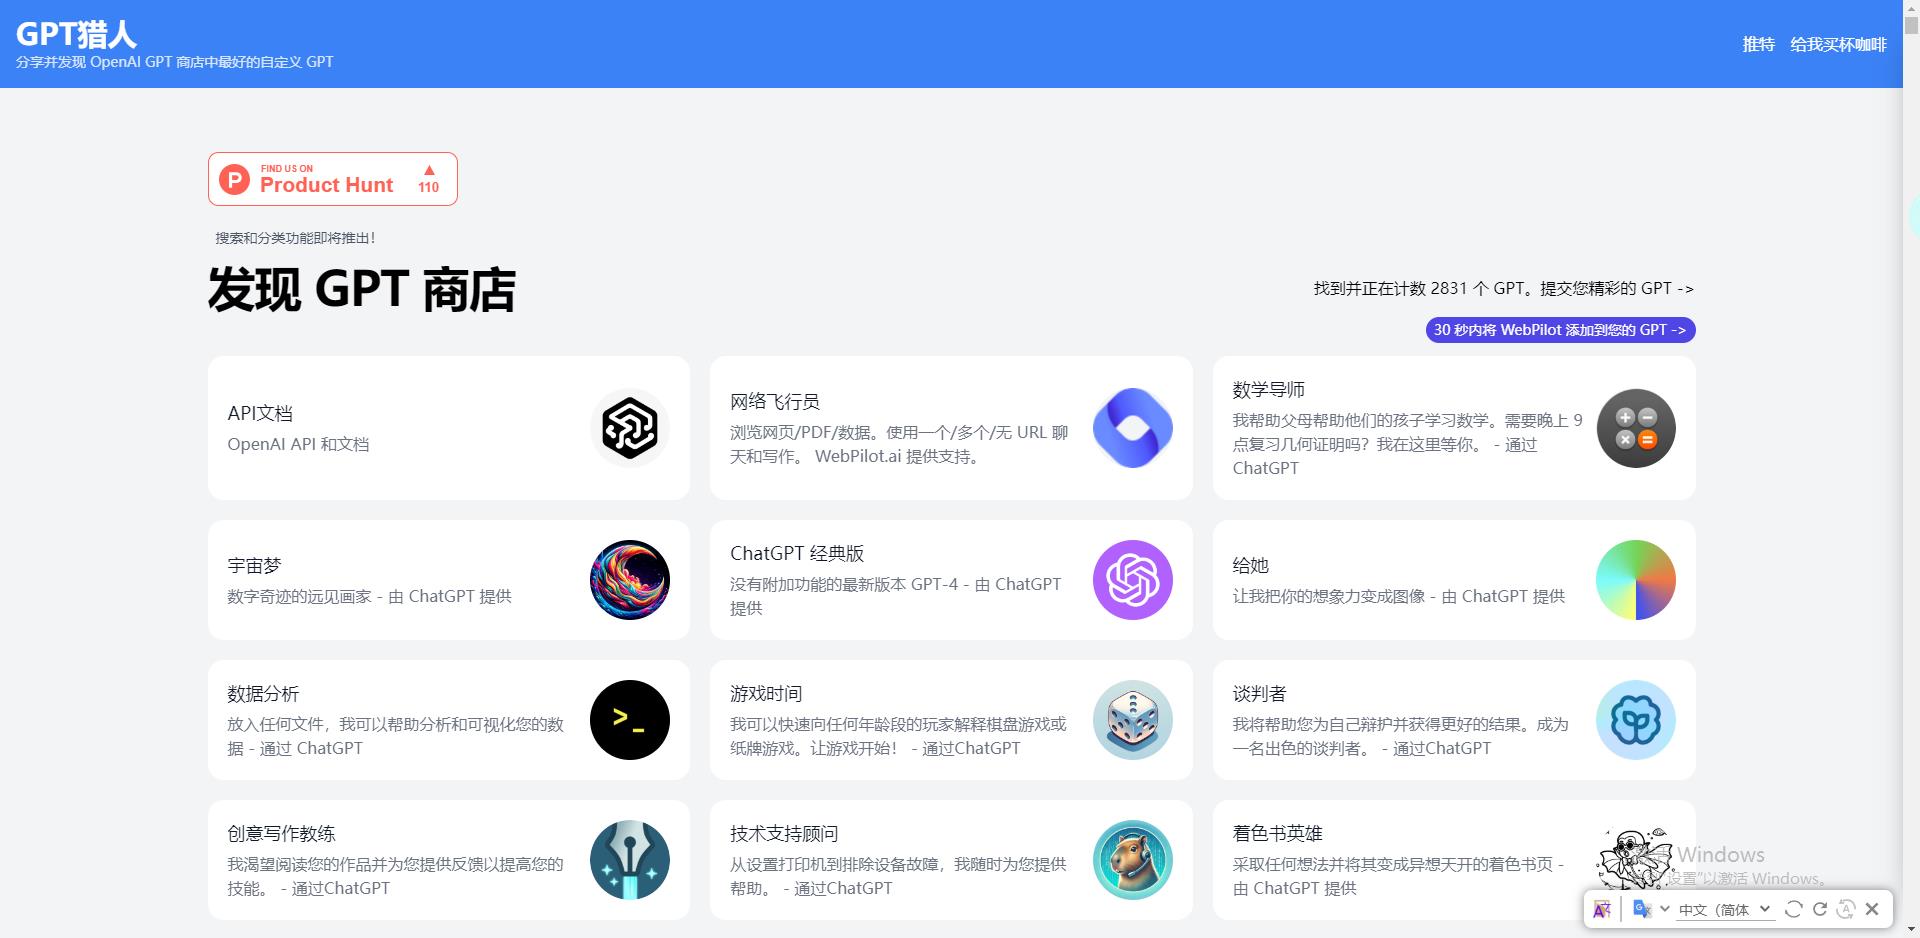 GPT猎人
分享并发现 OpenAI GPT 商店中最好的自定义 GPT
推特 给我买杯咖啡
FIND US ON
Product Hunt
110
搜索和分类功能即将推出！
发现 GPT 商店
找到并正在计数 2831 个 GPT。提交您精彩的 GPT ->
30 秒内将 WebPilot 添加到您的 GPT ->
API文档
OpenAI API 和文档
网络飞行员
浏览网页/PDF/数据。使用一个/多个/无 URL 聊
天和写作。 WebPilot.ai 提供支持。
数学导师
我帮助父母帮助他们的孩子学习数学。需要晚上 9
点复习几何证明吗？我在这里等你。 - 通过
ChatGPT
宇宙梦
数字奇迹的远见画家 - 由 ChatGPT 提供
ChatGPT 经典版
没有附加功能的最新版本 GPT-4 - 由 ChatGPT
提供
给她
让我把你的想象力变成图像 - 由 ChatGPT 提供
数据分析
放入任何文件，我可以帮助分析和可视化您的数
据 - 通过 ChatGPT
游戏时间
我可以快速向任何年龄段的玩家解释棋盘游戏或
纸牌游戏。让游戏开始！ - 通过ChatGPT
谈判者
我将帮助您为自己辩护并获得更好的结果。成为
一名出色的谈判者。 - 通过ChatGPT
创意写作教练
我渴望阅读您的作品并为您提供反馈以提高您的
技能。 - 通过ChatGPT
技术支持顾问
从设置打印机到排除设备故障，我随时为您提供
帮助。 - 通过ChatGPT
着色书英雄
采取任何想法并将其变成异想天开的着色书页 -
由 ChatGPT 提供
Windows
设置"以激活 Windows。
中文（简体